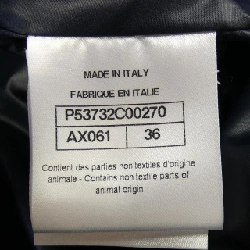 MADE IN ITALY
FABRIQUE EN ITALIE
P53732C00270
AX061 36
Contient des parties non textiles d'origine
animale - Contains non textile parts of
animal origin